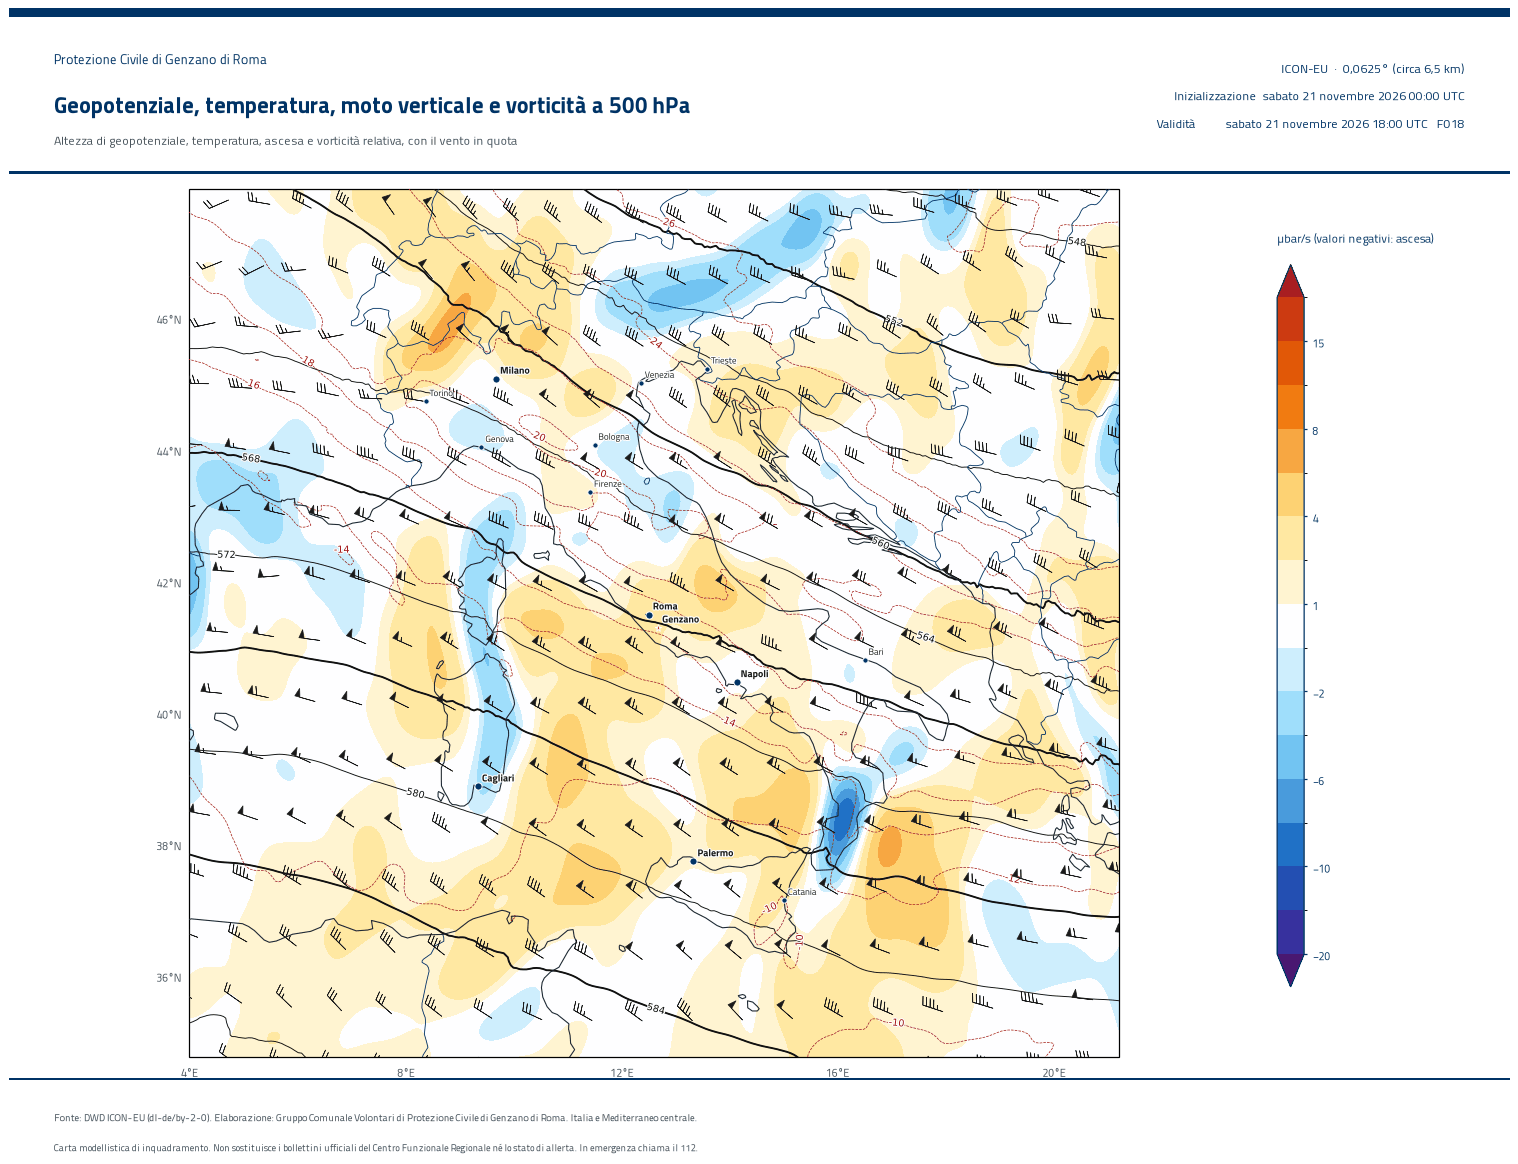 Protezione Civile di Genzano di Roma
Geopotenziale, temperatura, moto verticale e vorticità a 500 hPa
Altezza di geopotenziale, temperatura, ascesa e vorticità relativa, con il vento in quota
ICON-EU · 0,0625° (circa 6,5 km)
Inizializzazione sabato 21 novembre 2026 00:00 UTC
Validità sabato 21 novembre 2026 18:00 UTC F018
µbar/s (valori negativi: ascesa)
15
8
4
1
−2
−6
−10
−20
46°N
44°N
42°N
40°N
38°N
36°N
4°E
8°E
12°E
16°E
20°E
-26
548
552
-24
-18
-16
Trieste
Venezia
Milano
Torino
-20
Genova
Bologna
568
-20
Firenze
560
572
-14
Roma
Genzano
564
Bari
Napoli
-14
Cagliari
580
Palermo
-12
Catania
-10
-10
584
-10
Fonte: DWD ICON-EU (dl-de/by-2-0). Elaborazione: Gruppo Comunale Volontari di Protezione Civile di Genzano di Roma. Italia e Mediterraneo centrale.
Carta modellistica di inquadramento. Non sostituisce i bollettini ufficiali del Centro Funzionale Regionale né lo stato di allerta. In emergenza chiama il 112.